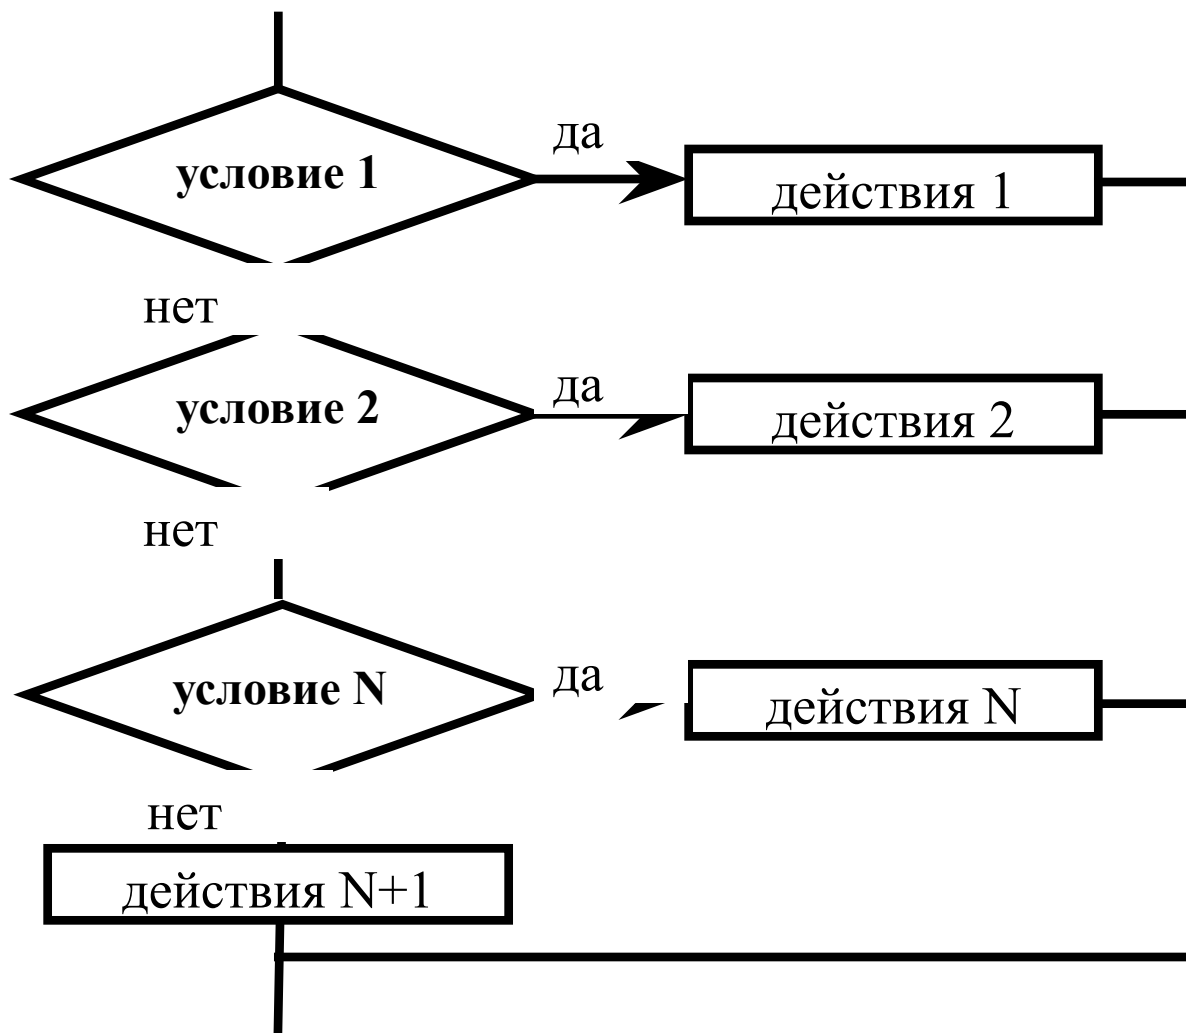 да
условие 1
действия 1
нет
да
условие 2
действия 2
нет
да
условие N
действия N
нет
действия N+1